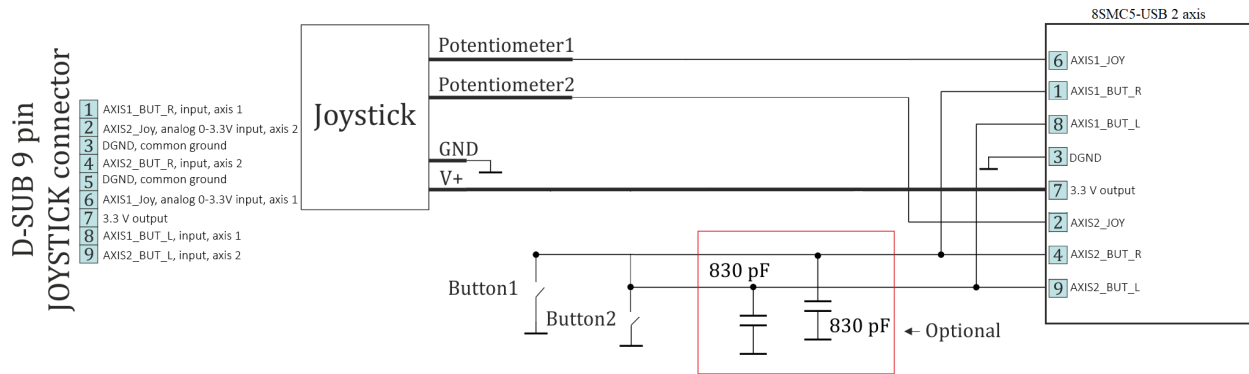 8SMC5-USB 2 axis
D-SUB 9 pin
JOYSTICK connector
1 AXIS1_BUT_R, input, axis 1
2 AXIS2_Joy, analog 0-3.3V input, axis 2
3 DGND, common ground
4 AXIS2_BUT_R, input, axis 2
5 DGND, common ground
6 AXIS1_Joy, analog 0-3.3V input, axis 1
7 3.3 V output
8 AXIS1_BUT_L, input, axis 1
9 AXIS2_BUT_L, input, axis 2
Joystick
Potentiometer1
Potentiometer2
GND
V+
6 AXIS1_JOY
1 AXIS1_BUT_R
8 AXIS1_BUT_L
3 DGND
7 3.3 V output
2 AXIS2_JOY
4 AXIS2_BUT_R
9 AXIS2_BUT_L
Button1
Button2
830 pF
830 pF
Optional